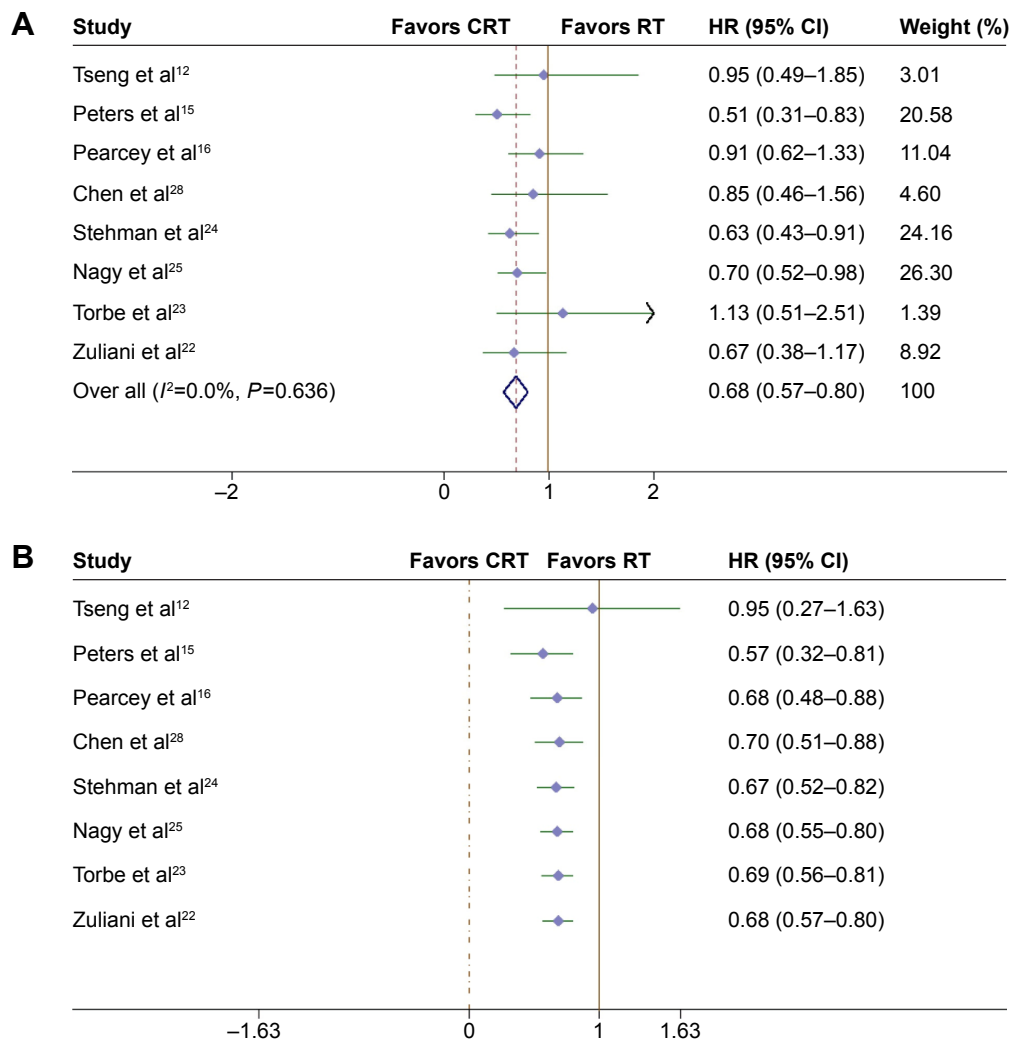 A
Study Favors CRT Favors RT HR (95% CI) Weight (%)
Tseng et al12 0.95 (0.49–1.85) 3.01
Peters et al15 0.51 (0.31–0.83) 20.58
Pearcey et al16 0.91 (0.62–1.33) 11.04
Chen et al28 0.85 (0.46–1.56) 4.60
Stehman et al24 0.63 (0.43–0.91) 24.16
Nagy et al25 0.70 (0.52–0.98) 26.30
Torbe et al23 1.13 (0.51–2.51) 1.39
Zuliani et al22 0.67 (0.38–1.17) 8.92
Over all (I2=0.0%, P=0.636) 0.68 (0.57–0.80) 100
–2 0 1 2
B
Study Favors CRT Favors RT HR (95% CI)
Tseng et al12 0.95 (0.27–1.63)
Peters et al15 0.57 (0.32–0.81)
Pearcey et al16 0.68 (0.48–0.88)
Chen et al28 0.70 (0.51–0.88)
Stehman et al24 0.67 (0.52–0.82)
Nagy et al25 0.68 (0.55–0.80)
Torbe et al23 0.69 (0.56–0.81)
Zuliani et al22 0.68 (0.57–0.80)
–1.63 0 1 1.63